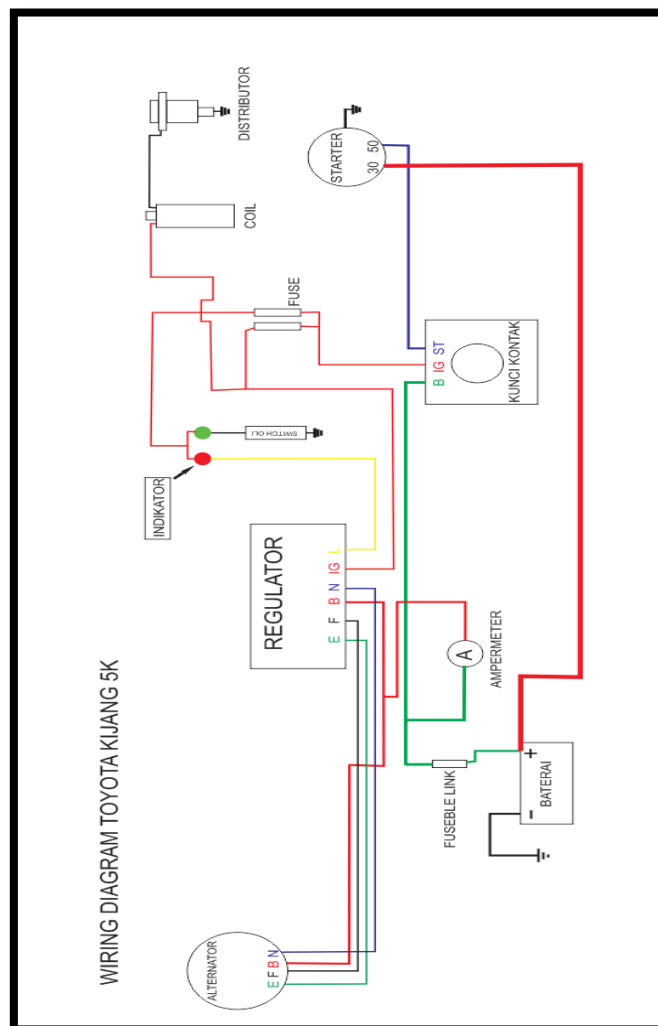 WIRING DIAGRAM TOYOTA KIJANG 5K
DISTRIBUTOR
COIL
FUSE
INDIKATOR
SWITCH OLI
STARTER
30 50
B IG ST
KUNCI KONTAK
REGULATOR
E F B N IG L
A
AMPERMETER
ALTERNATOR
E F B N
FUSEBLE LINK
- +
BATERAI